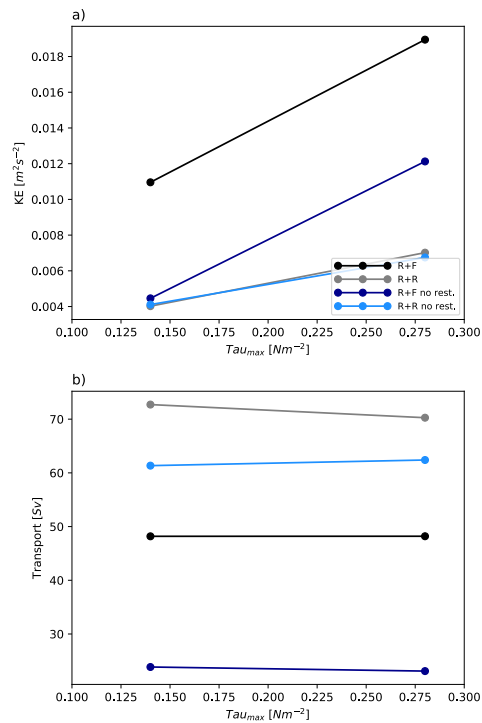 a)
0.018
0.016
0.014
0.012
0.010
0.008
0.006
0.004
KE [m²s⁻²]
R+F
R+R
R+F no rest.
R+R no rest.
0.100 0.125 0.150 0.175 0.200 0.225 0.250 0.275 0.300
Tau_max [Nm⁻²]
b)
70
60
50
40
30
Transport [Sv]
0.100 0.125 0.150 0.175 0.200 0.225 0.250 0.275 0.300
Tau_max [Nm⁻²]